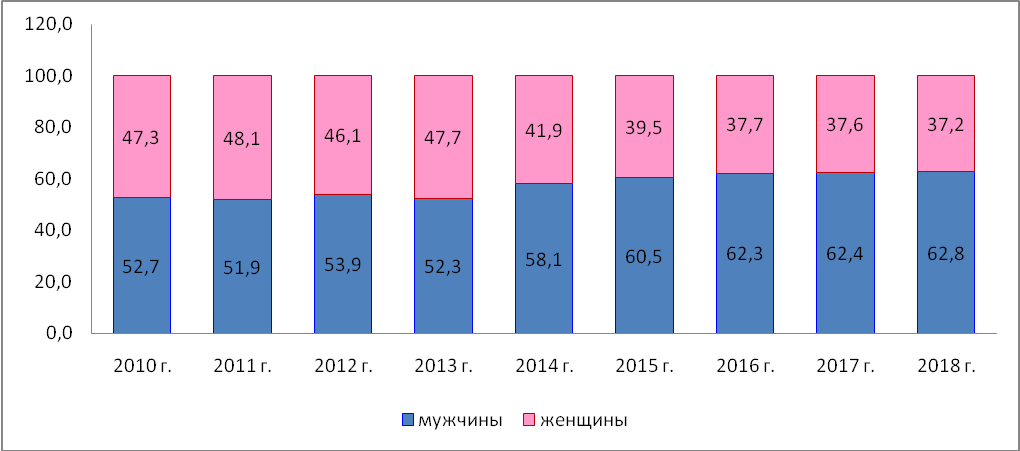 120,0
100,0
80,0
60,0
40,0
20,0
0,0
47,3 48,1 46,1 47,7 41,9 39,5 37,7 37,6 37,2
52,7 51,9 53,9 52,3 58,1 60,5 62,3 62,4 62,8
2010 г. 2011 г. 2012 г. 2013 г. 2014 г. 2015 г. 2016 г. 2017 г. 2018 г.
мужчины женщины